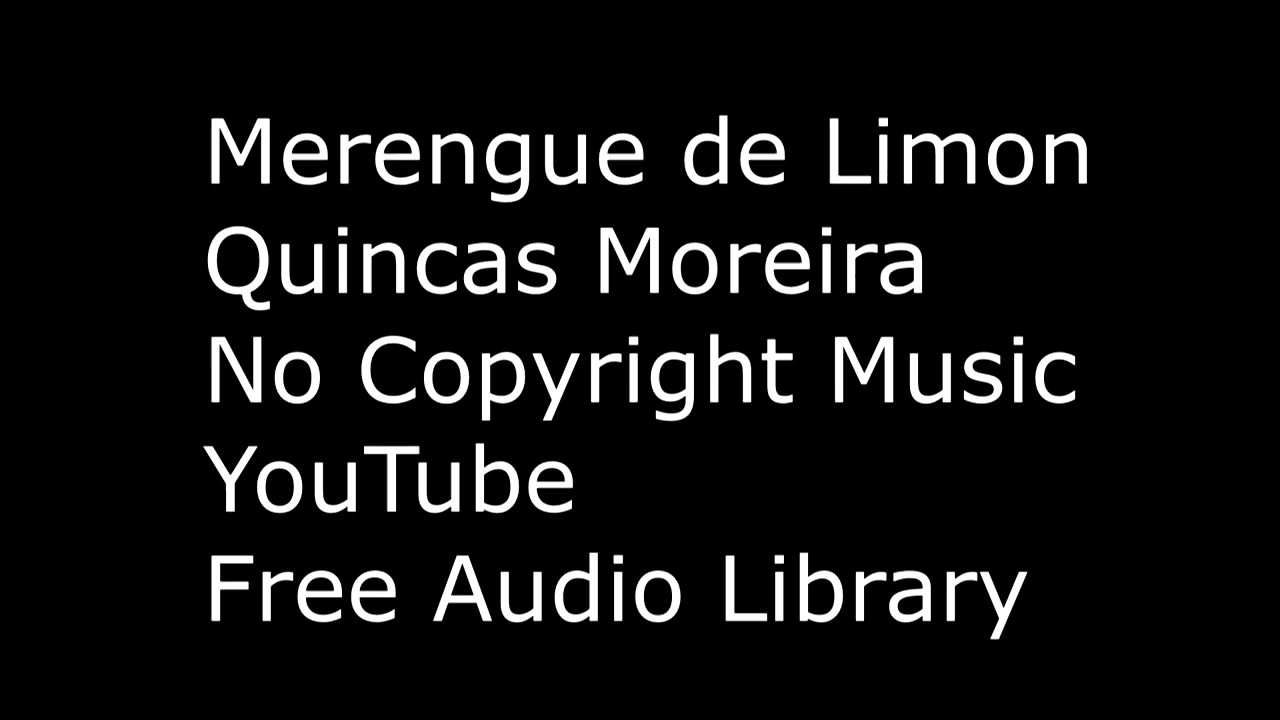 Merengue de Limon
Quincas Moreira
No Copyright Music
YouTube
Free Audio Library